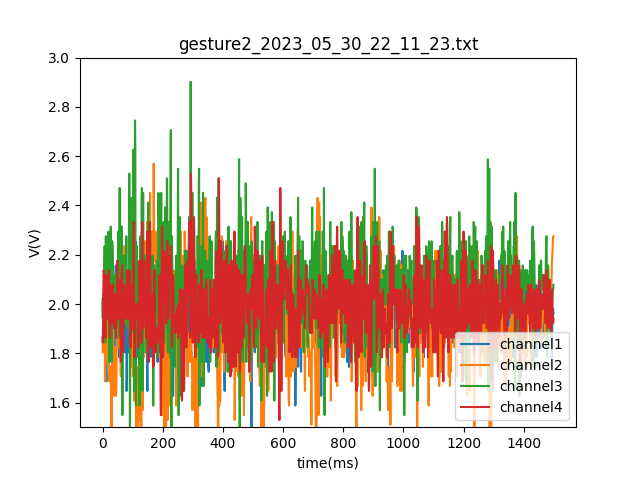 gesture2_2023_05_30_22_11_23.txt
V(V)
3.0
2.8
2.6
2.4
2.2
2.0
1.8
1.6
channel1
channel2
channel3
channel4
0 200 400 600 800 1000 1200 1400
time(ms)